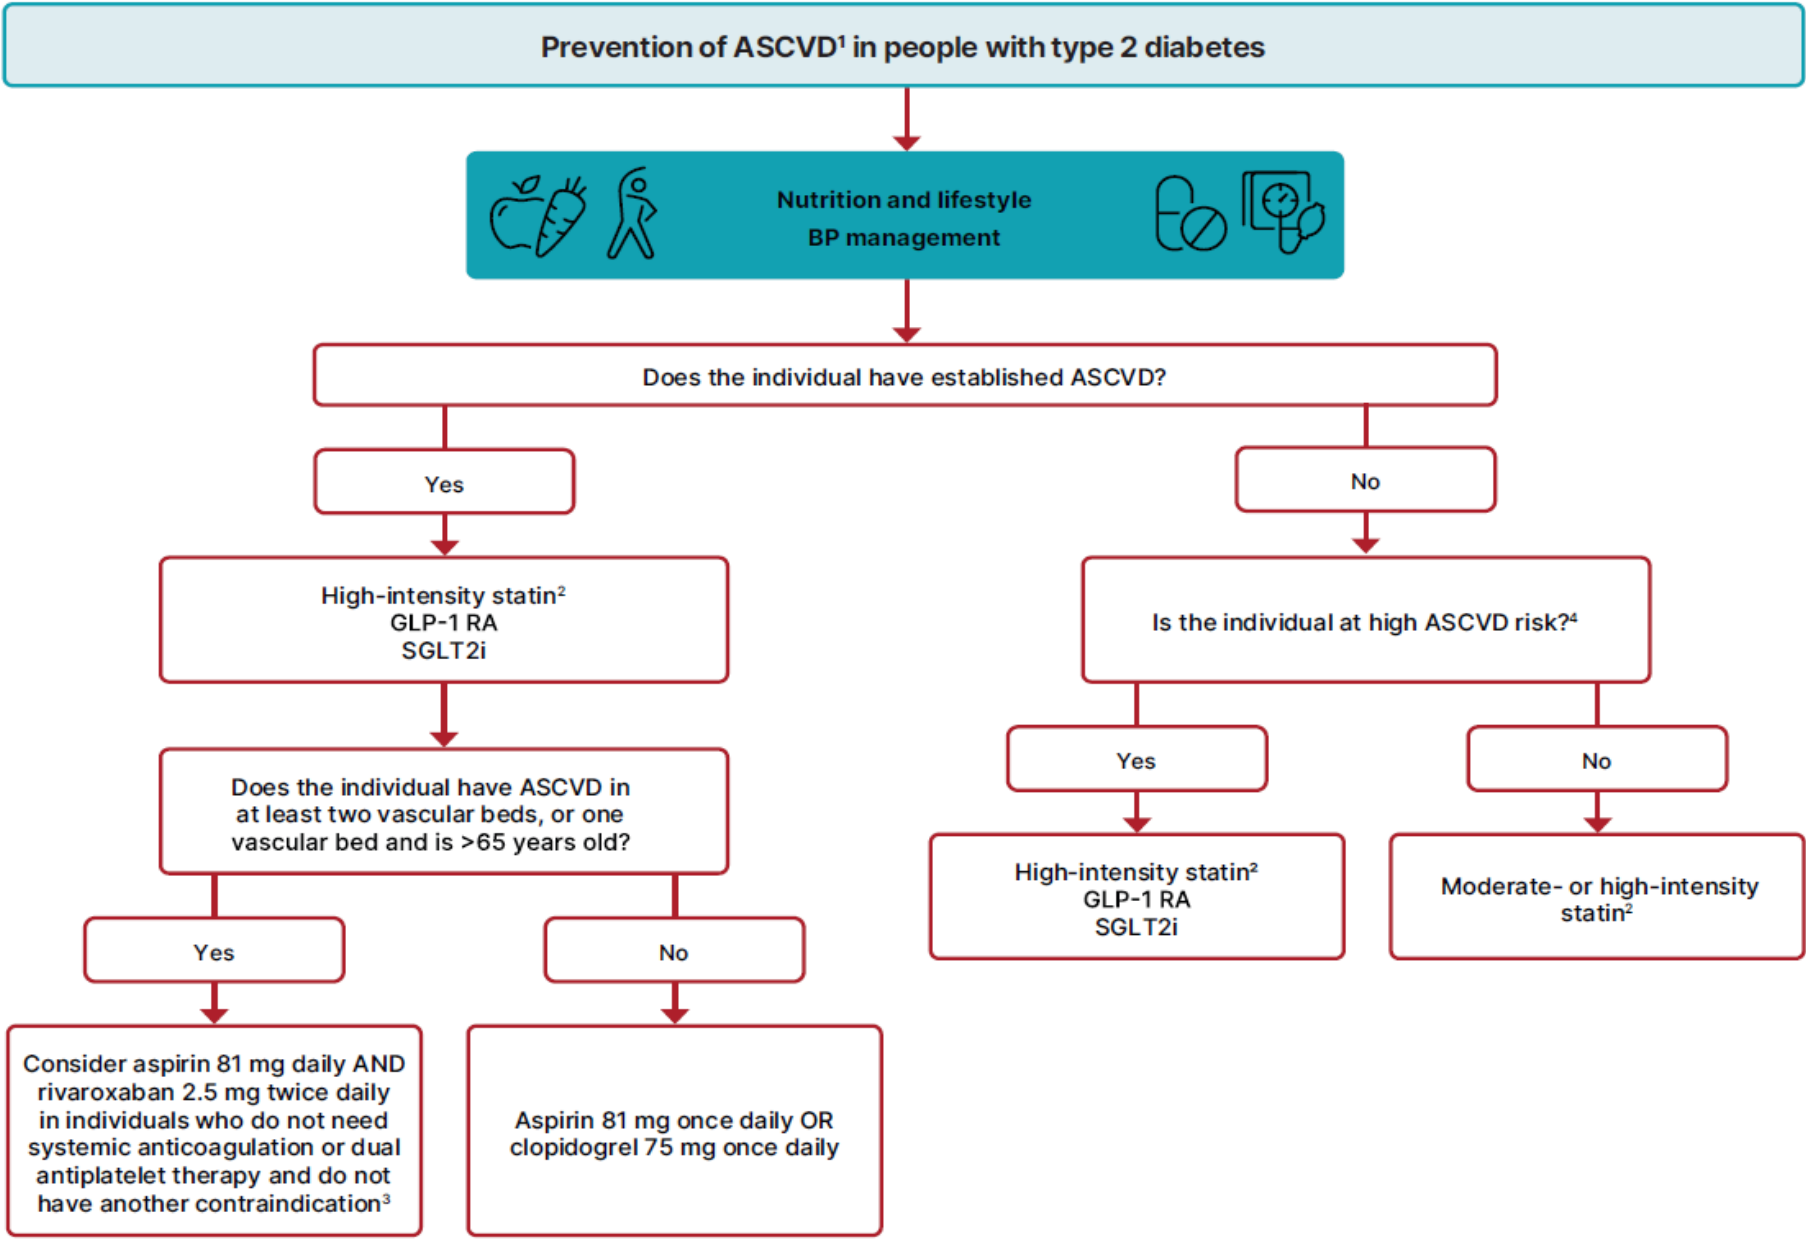 Prevention of ASCVD¹ in people with type 2 diabetes
Nutrition and lifestyle
BP management
Does the individual have established ASCVD?
Yes
No
High-intensity statin²
GLP-1 RA
SGLT2i
Is the individual at high ASCVD risk?⁴
Yes
No
Does the individual have ASCVD in
at least two vascular beds, or one
vascular bed and is >65 years old?
High-intensity statin²
GLP-1 RA
SGLT2i
Moderate- or high-intensity
statin²
Yes
No
Consider aspirin 81 mg daily AND
rivaroxaban 2.5 mg twice daily
in individuals who do not need
systemic anticoagulation or dual
antiplatelet therapy and do not
have another contraindication³
Aspirin 81 mg once daily OR
clopidogrel 75 mg once daily